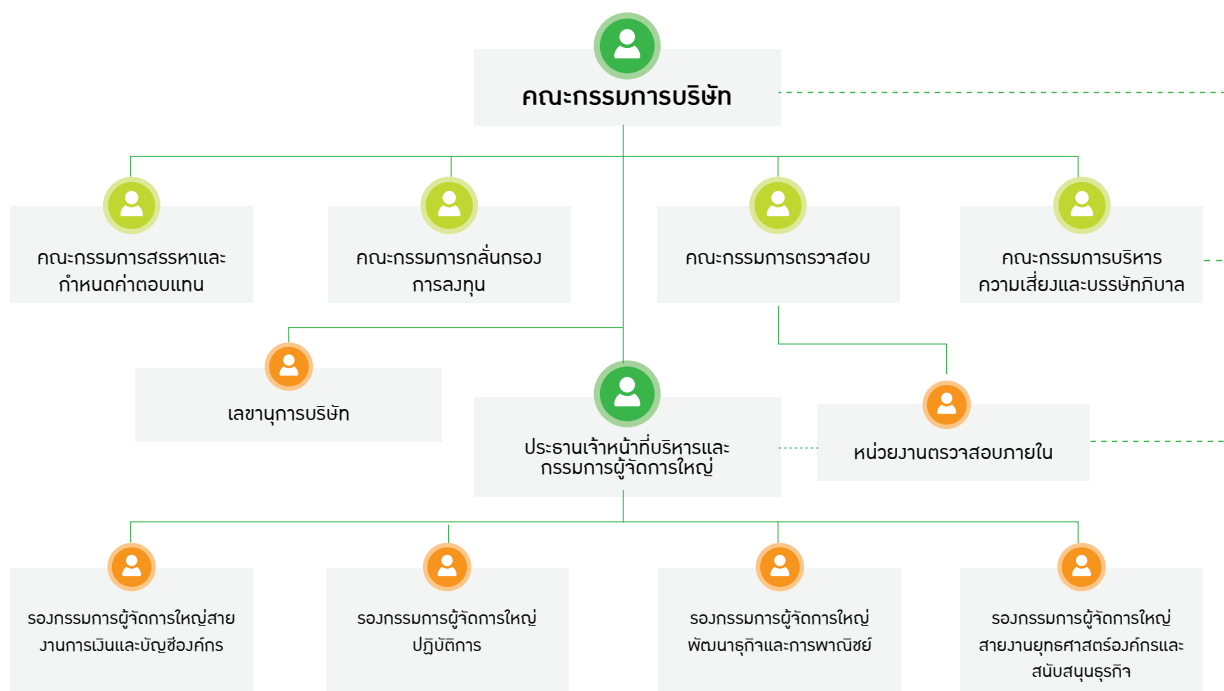 คณะกรรมการบริษัท
คณะกรรมการสรรหาและ
กำหนดค่าตอบแทน
คณะกรรมการกลั่นกรอง
การลงทุน
คณะกรรมการตรวจสอบ
คณะกรรมการบริหาร
ความเสี่ยงและบรรษัทภิบาล
เลขานุการบริษัท
ประธานเจ้าหน้าที่บริหารและ
กรรมการผู้จัดการใหญ่
หน่วยงานตรวจสอบภายใน
รองกรรมการผู้จัดการใหญ่สาย
งานการเงินและบัญชีองค์กร
รองกรรมการผู้จัดการใหญ่
ปฏิบัติการ
รองกรรมการผู้จัดการใหญ่
พัฒนาธุรกิจและการพาณิชย์
รองกรรมการผู้จัดการใหญ่
สายงานยุทธศาสตร์องค์กรและ
สนับสนุนธุรกิจ